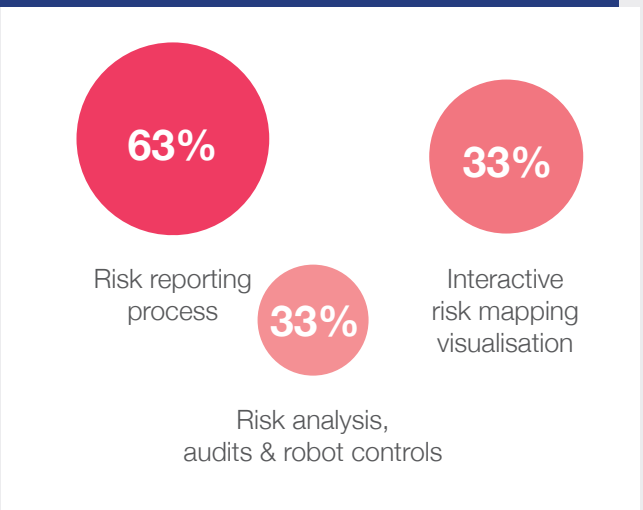 63%
Risk reporting
process
33%
Interactive
risk mapping
visualisation
33%
Risk analysis,
audits & robot controls